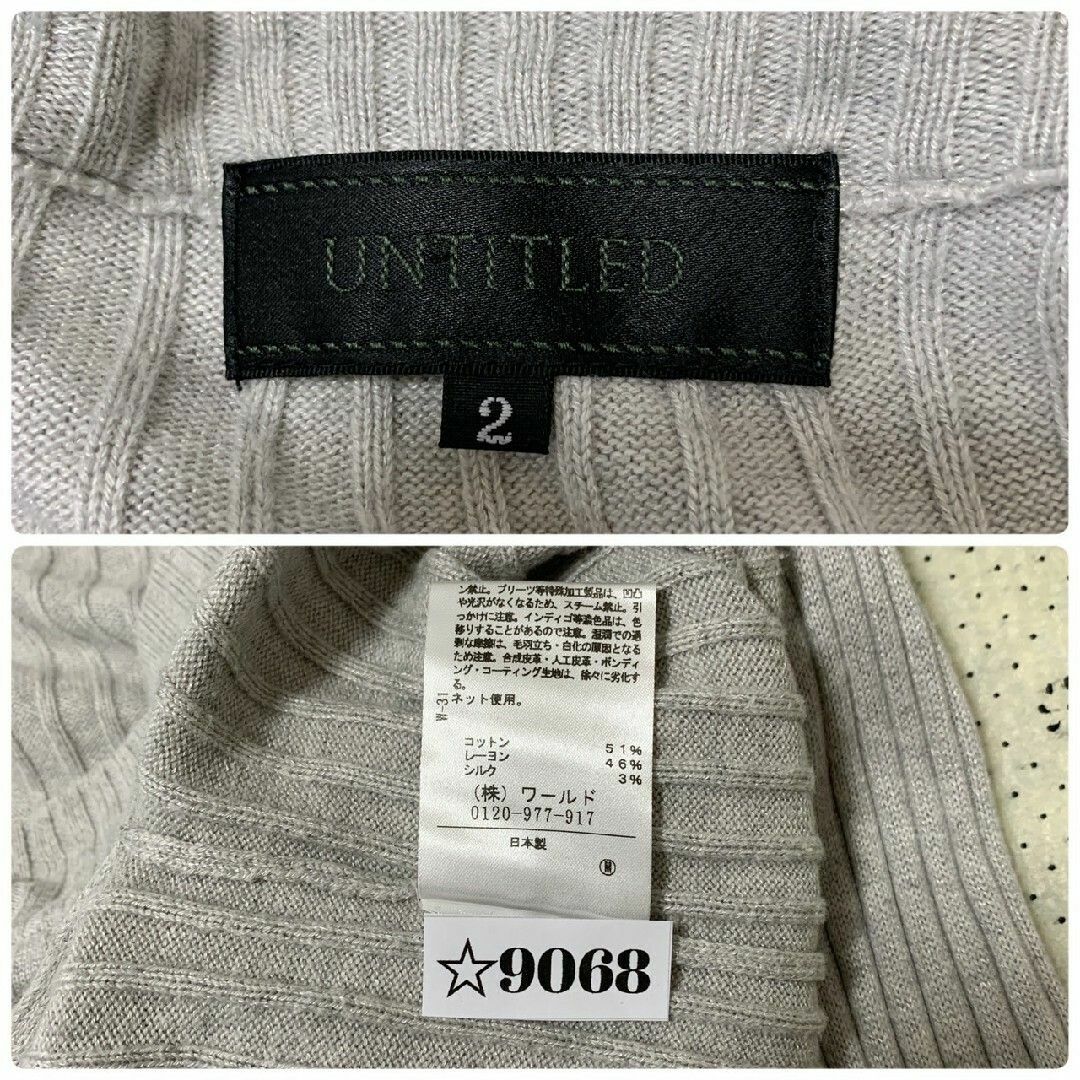 UNTITLED
2
ン禁止。プリーツ等特殊加工製品は、凹凸
や光沢がなくなるため、スチーム禁止。引
っかけに注意。インディゴ等濃色品は、色
移りすることがあるので注意。湿潤での過
剰な摩擦は、毛羽立ち・白化の原因となる
ため注意。合成皮革・人工皮革・ボンディ
ング・コーティング生地は、徐々に劣化す
る。
ネット使用。
W-31
コットン 51%
レーヨン 46%
シルク 3%
(株)ワールド
0120-977-917
日本製
☆9068